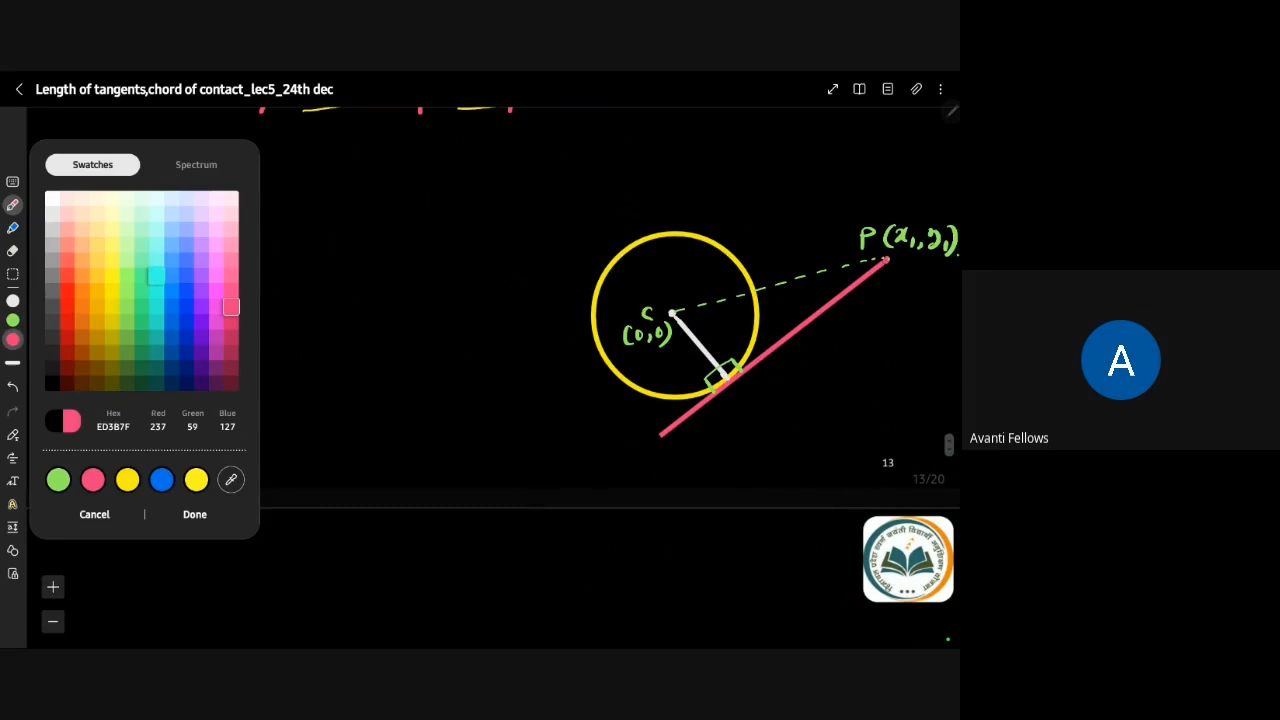 Length of tangents,chord of contact_lec5_24th dec
Swatches
Spectrum
P(x₁,y₁)
C
(0,0)
Hex
Red
Green
Blue
ED3B7F
237
59
127
Cancel
Done
13
13/20
A
Avanti Fellows